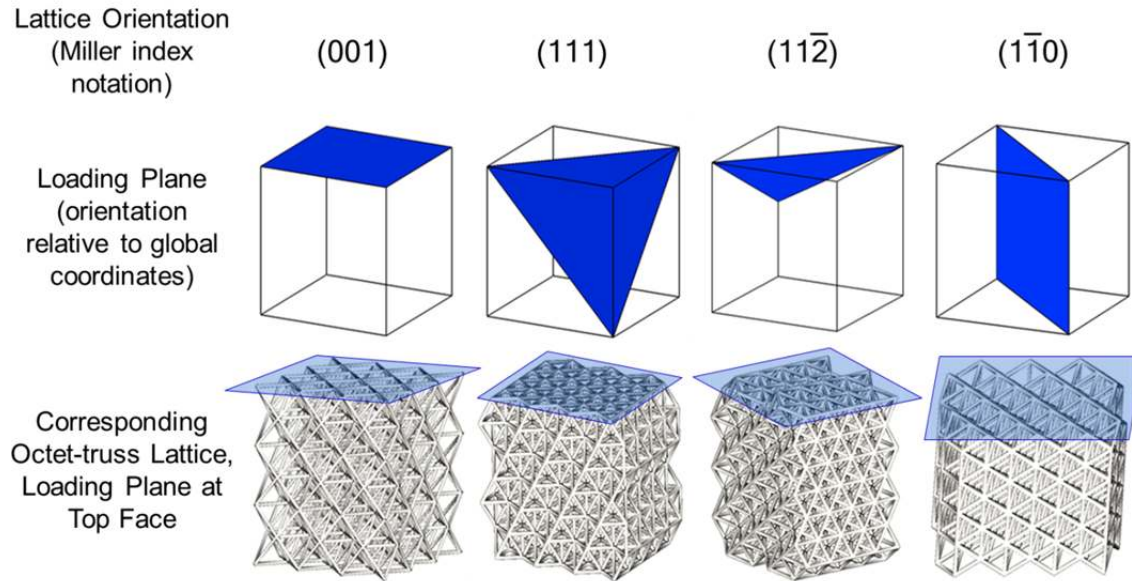 Lattice Orientation
(Miller index
notation)
(001)
(111)
(112̅)
(11̅0)
Loading Plane
(orientation
relative to global
coordinates)
Corresponding
Octet-truss Lattice,
Loading Plane at
Top Face